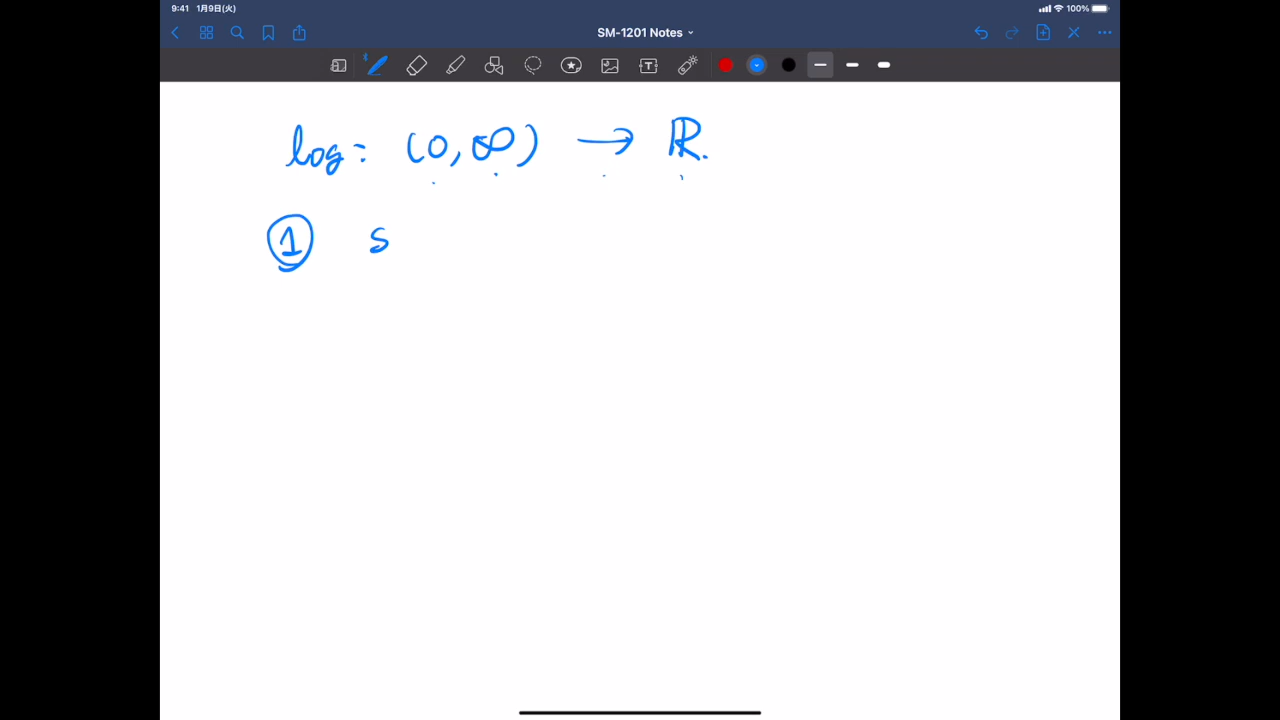 9:41 1月9日(火) 100%
SM-1201 Notes
log: (0, ∞) → ℝ.
① s